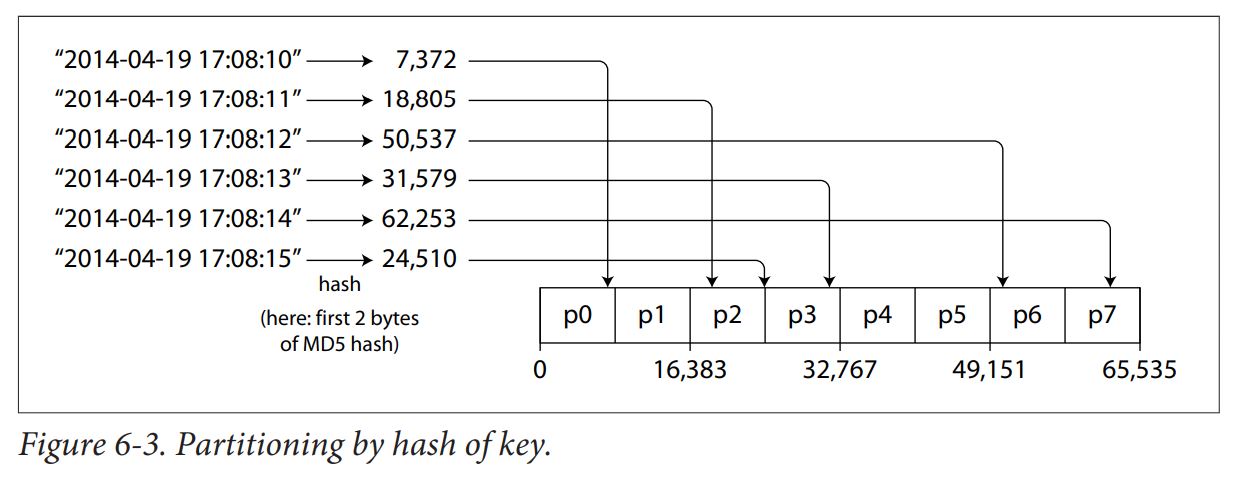 “2014-04-19 17:08:10” 7,372
“2014-04-19 17:08:11” 18,805
“2014-04-19 17:08:12” 50,537
“2014-04-19 17:08:13” 31,579
“2014-04-19 17:08:14” 62,253
“2014-04-19 17:08:15” 24,510
hash
(here: first 2 bytes
of MD5 hash)
p0 p1 p2 p3 p4 p5 p6 p7
0 16,383 32,767 49,151 65,535
Figure 6-3. Partitioning by hash of key.